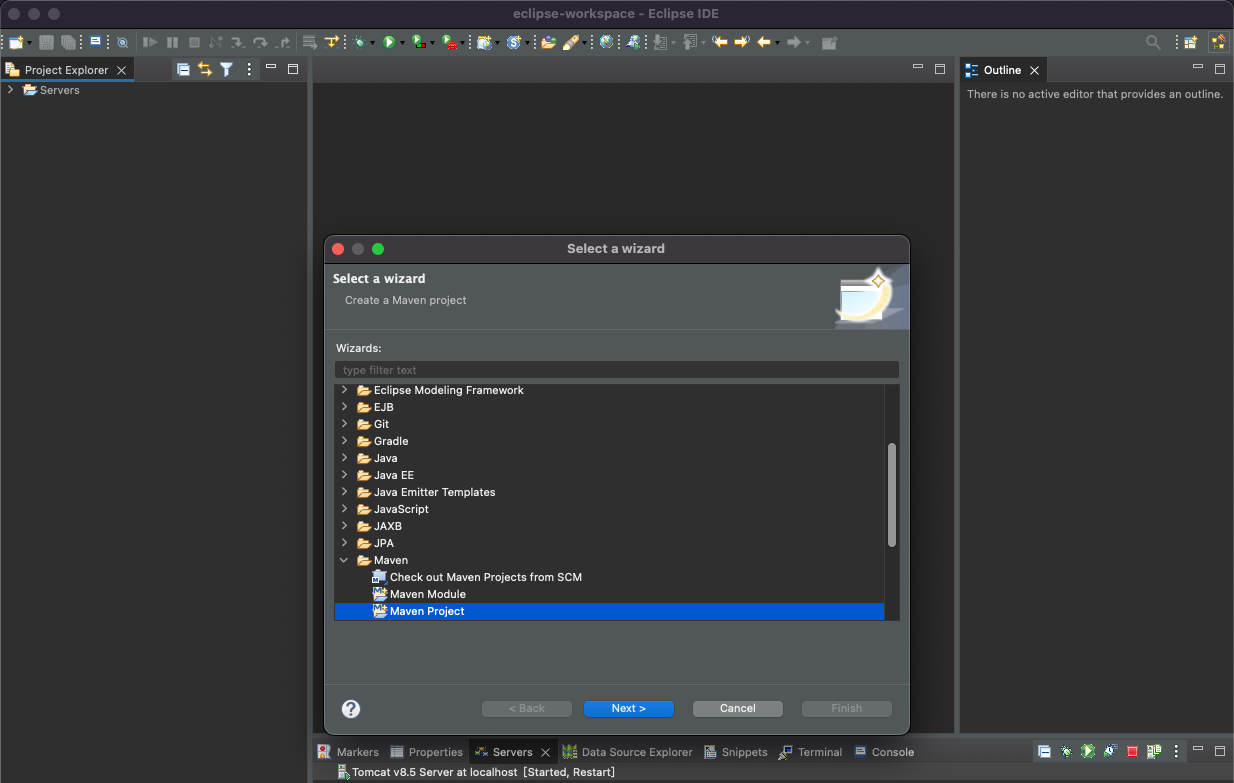 eclipse-workspace - Eclipse IDE
Project Explorer
Outline
Servers
There is no active editor that provides an outline.
Select a wizard
Select a wizard
Create a Maven project
Wizards:
type filter text
Eclipse Modeling Framework
EJB
Git
Gradle
Java
Java EE
Java Emitter Templates
JavaScript
JAXB
JPA
Maven
Check out Maven Projects from SCM
Maven Module
Maven Project
? < Back Next > Cancel Finish
Markers Properties Servers Data Source Explorer Snippets Terminal Console
Tomcat v8.5 Server at localhost [Started, Restart]